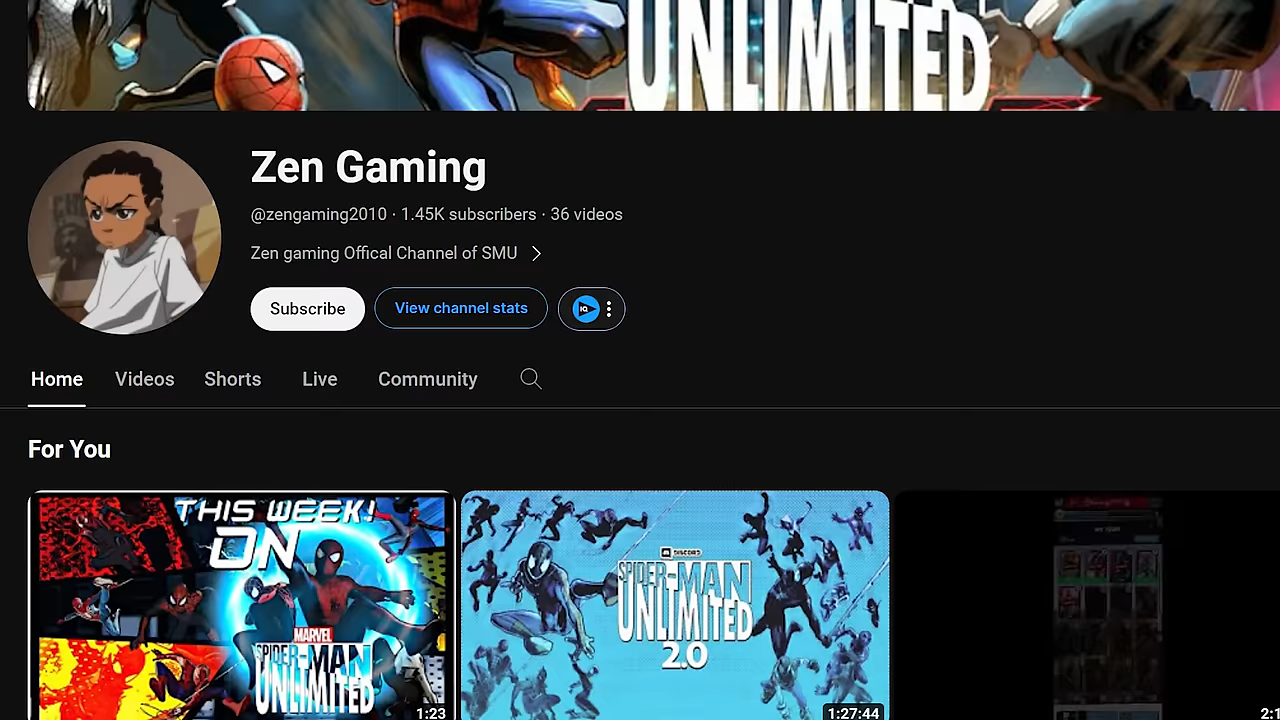 UNLIMITED
Zen Gaming
@zengaming2010 · 1.45K subscribers · 36 videos
Zen gaming Offical Channel of SMU
Subscribe
View channel stats
IQ
Home Videos Shorts Live Community
For You
THIS WEEK!
ON
MARVEL
SPIDER-MAN
UNLIMITED
1:23
DISCORD
SPIDER-MAN
UNLIMITED
2.0
1:27:44